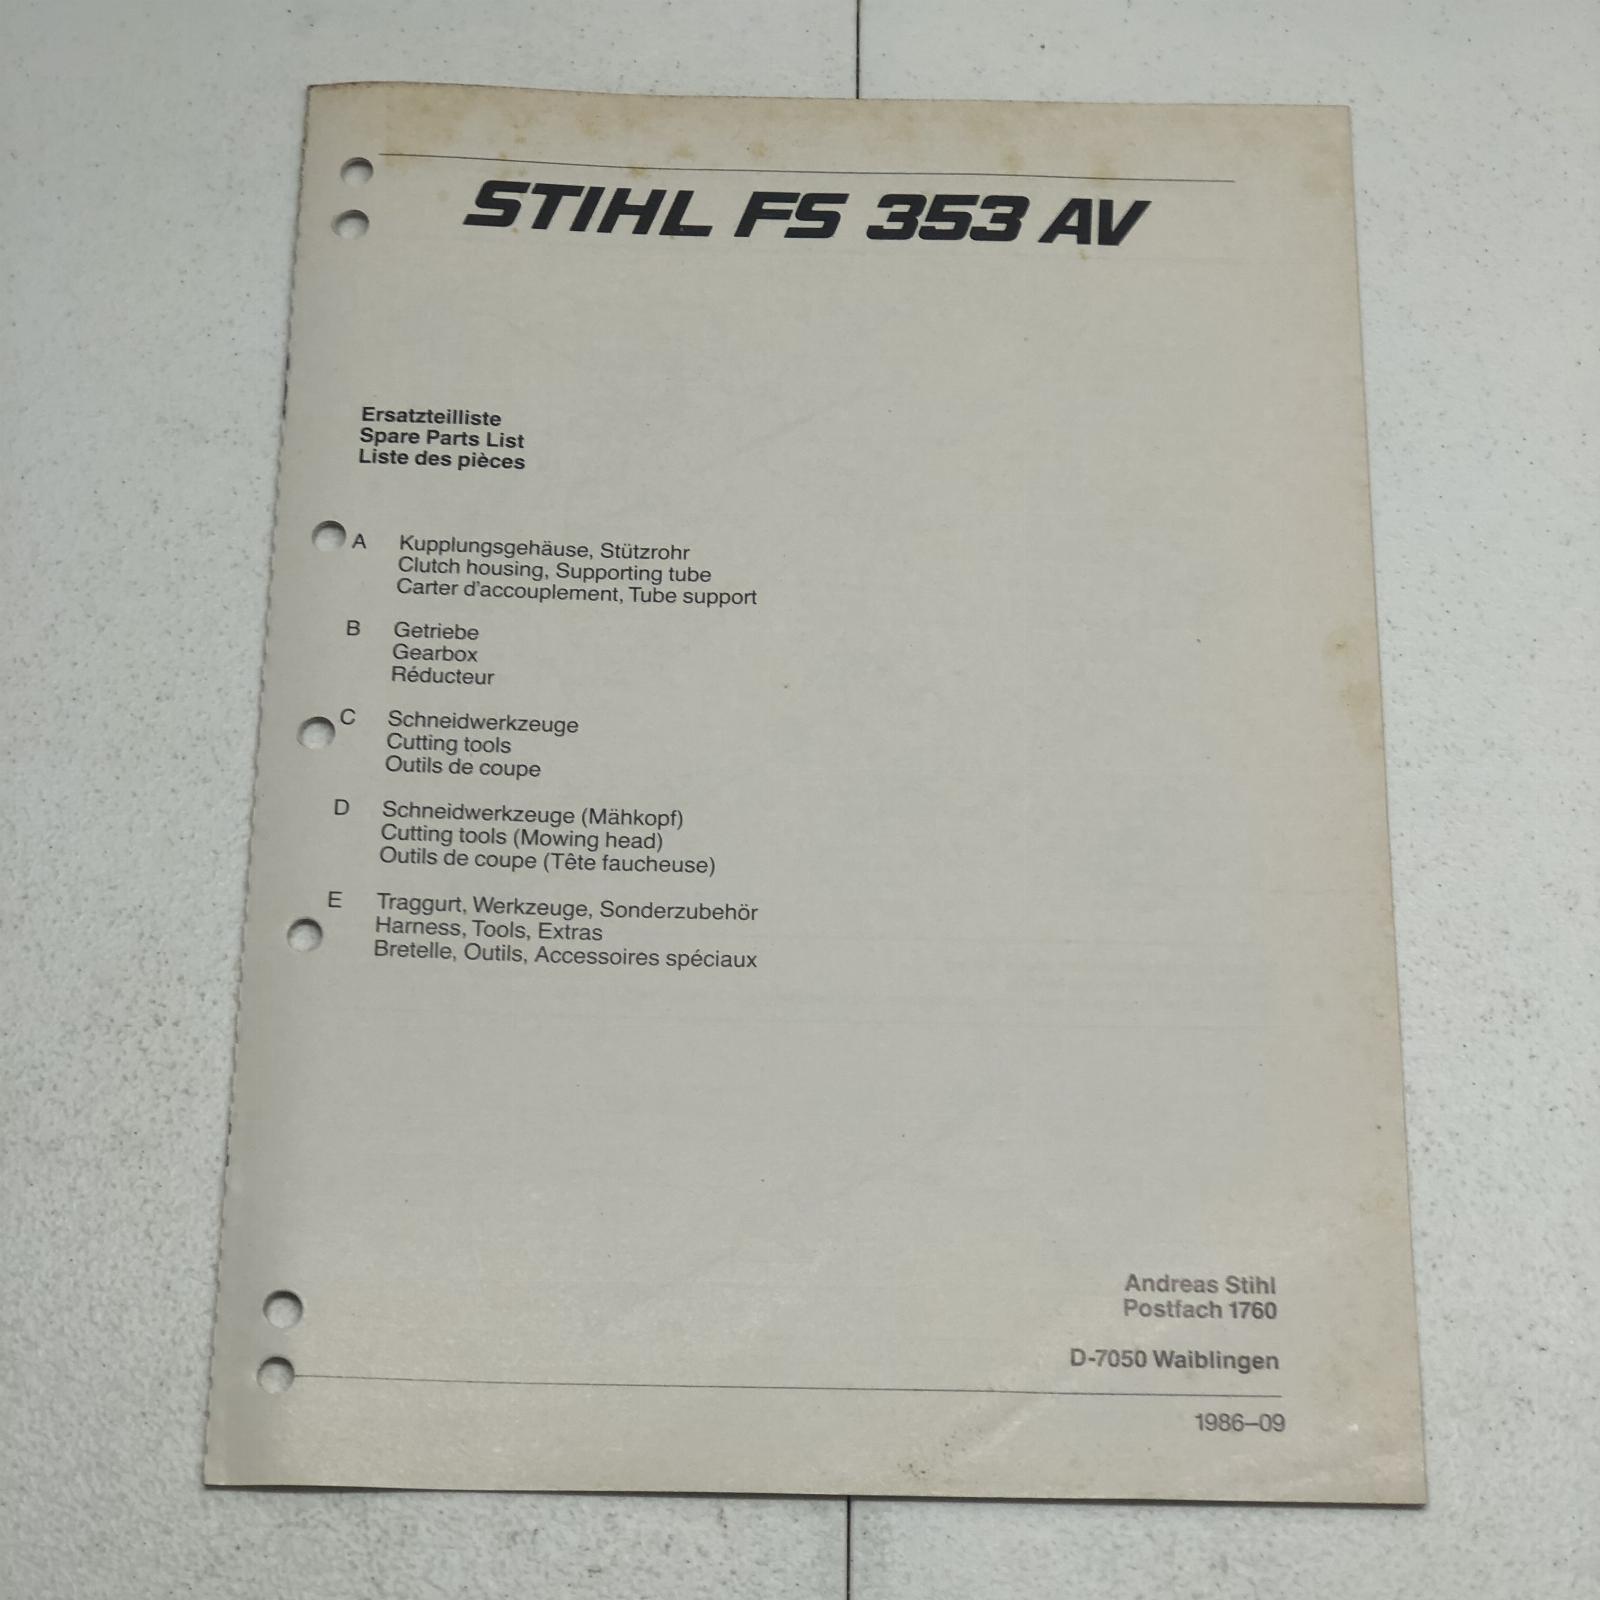 STIHL FS 353 AV
Ersatzteilliste
Spare Parts List
Liste des pièces
A Kupplungsgehäuse, Stützrohr
Clutch housing, Supporting tube
Carter d'accouplement, Tube support
B Getriebe
Gearbox
Réducteur
C Schneidwerkzeuge
Cutting tools
Outils de coupe
D Schneidwerkzeuge (Mähkopf)
Cutting tools (Mowing head)
Outils de coupe (Tête faucheuse)
E Traggurt, Werkzeuge, Sonderzubehör
Harness, Tools, Extras
Bretelle, Outils, Accessoires spéciaux
Andreas Stihl
Postfach 1760
D-7050 Waiblingen
1986–09